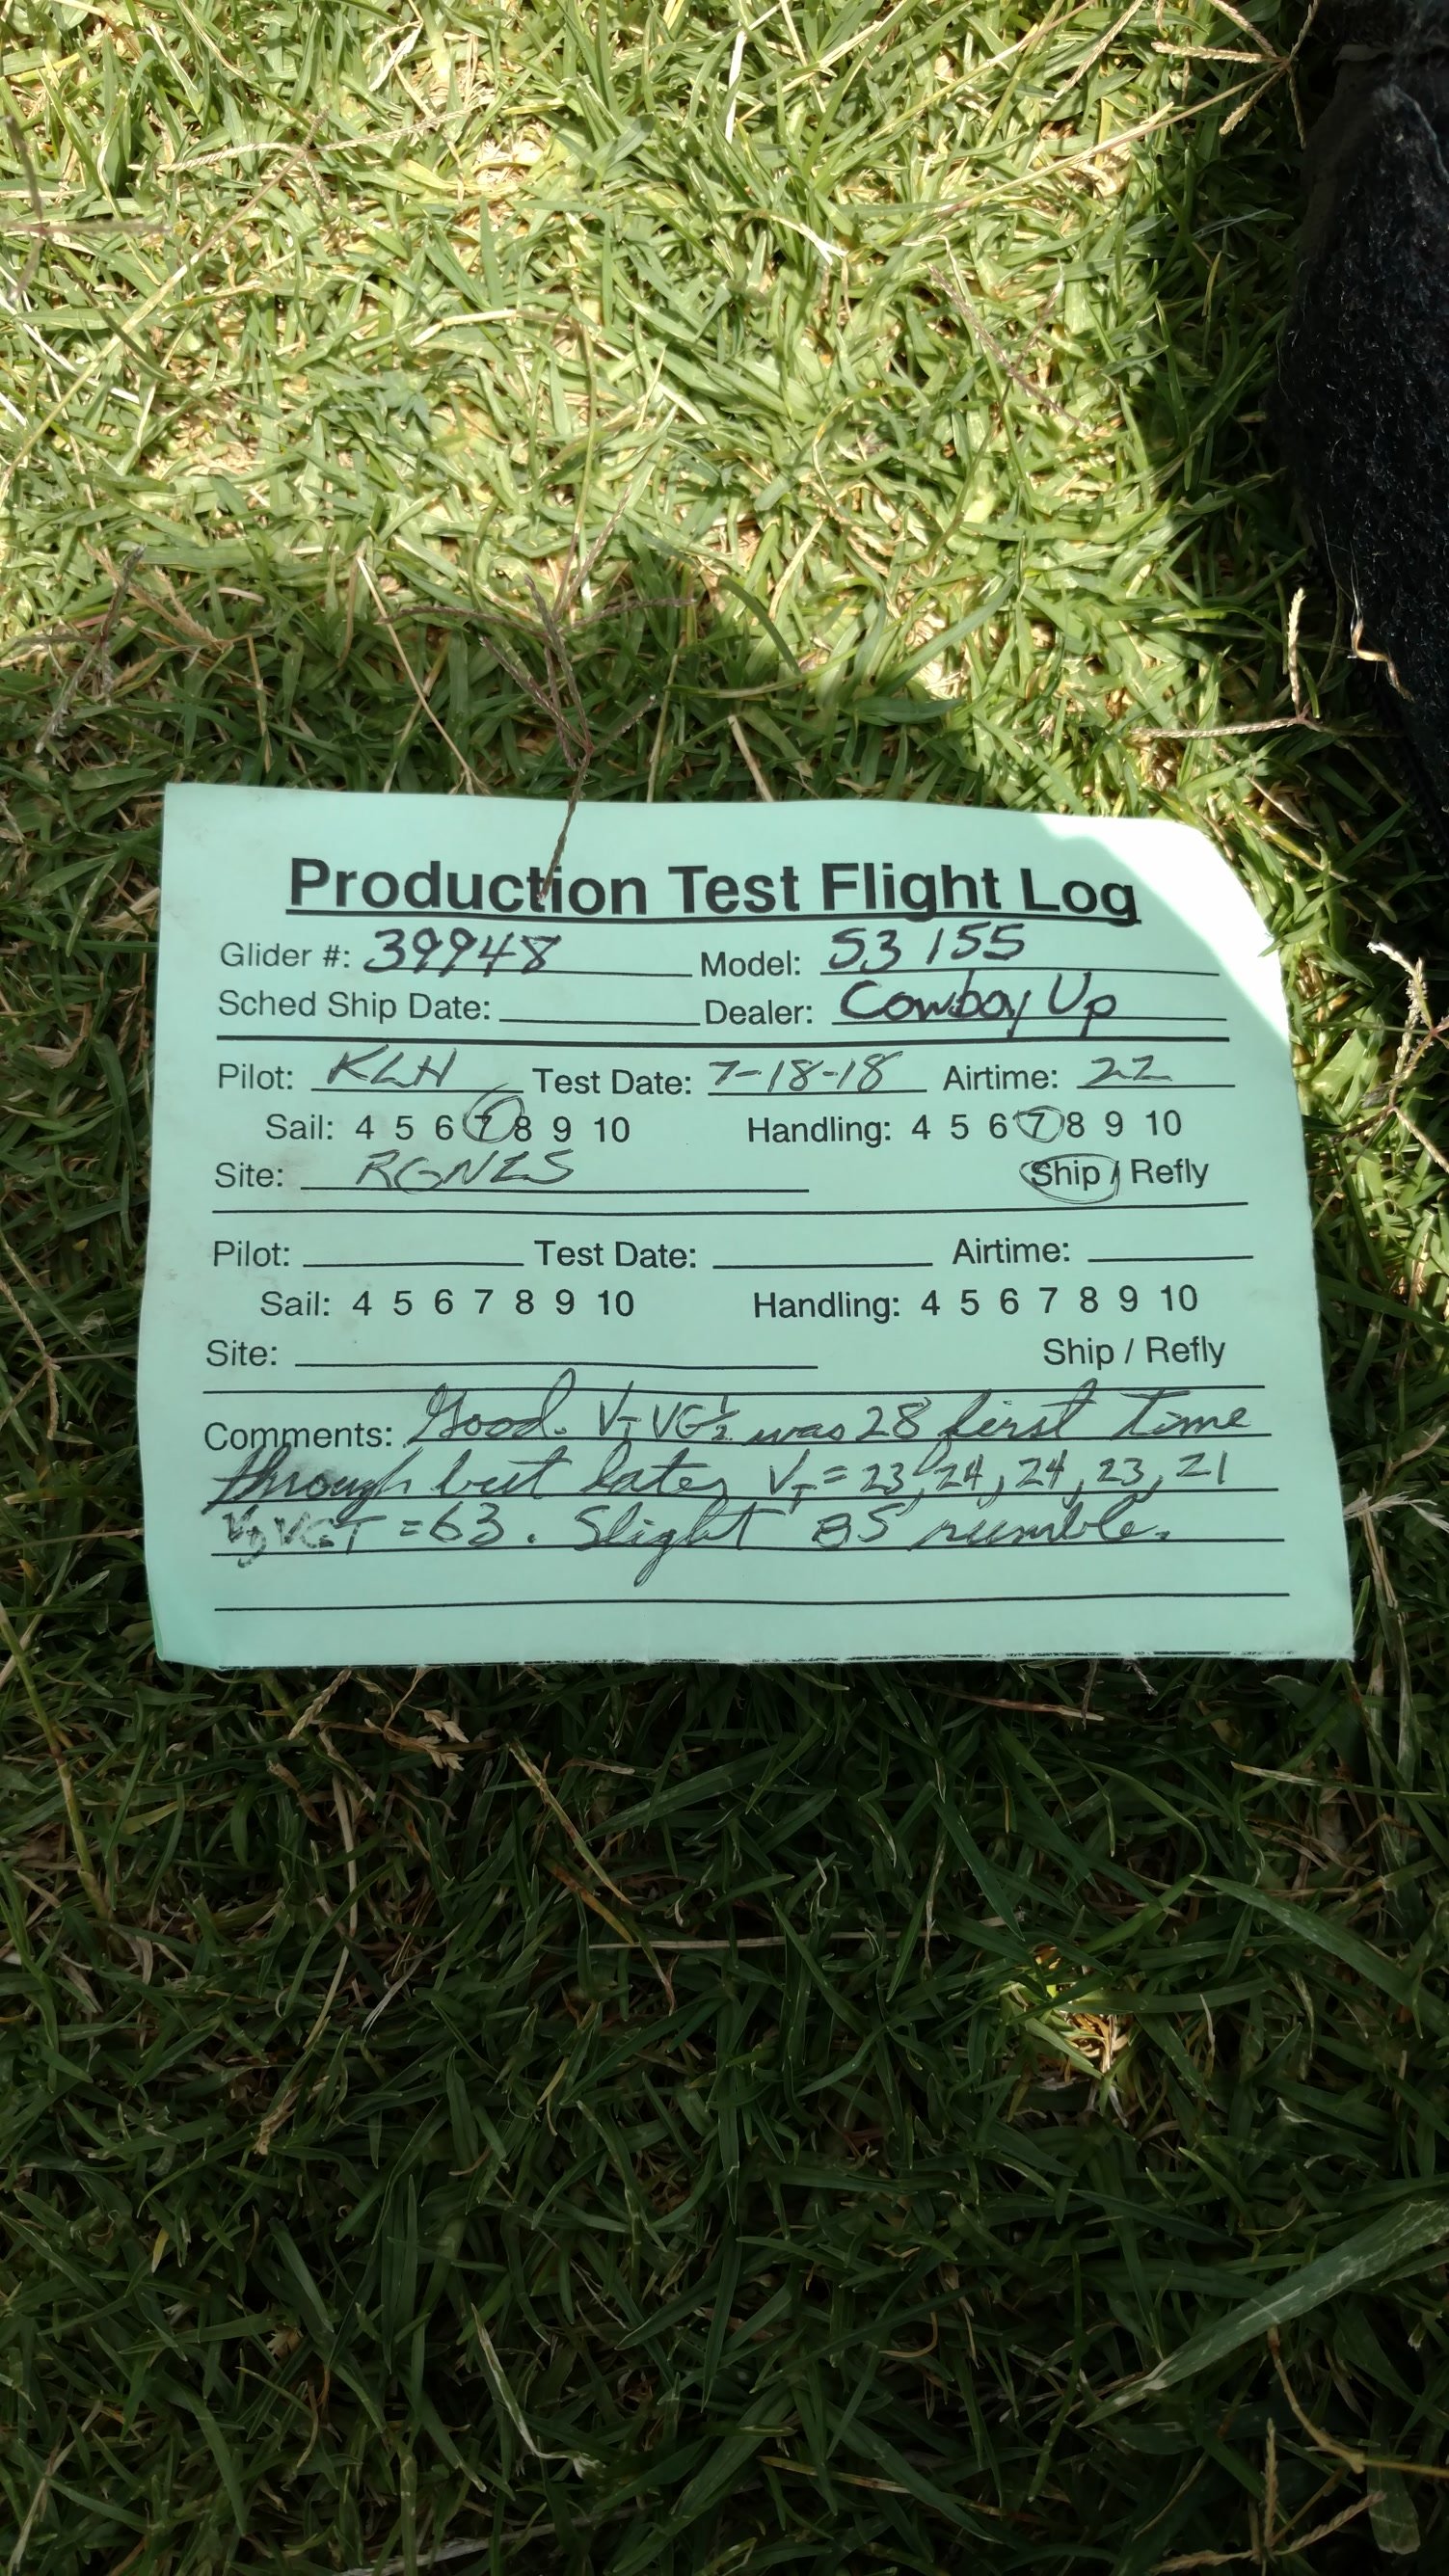 Production Test Flight Log
Glider #: 39948 Model: S3 155
Sched Ship Date: Dealer: Cowboy Up
Pilot: KLH Test Date: 7-18-18 Airtime: 22
Sail: 4 5 6 7 8 9 10 Handling: 4 5 6 7 8 9 10
Site: RGNLS Ship / Refly
Pilot: Test Date: Airtime:
Sail: 4 5 6 7 8 9 10 Handling: 4 5 6 7 8 9 10
Site: Ship / Refly
Comments: Good. VT VG½ was 28 first time
through but later VT = 23, 24, 24, 23, 21
VD VGT = 63. Slight BS rumble.